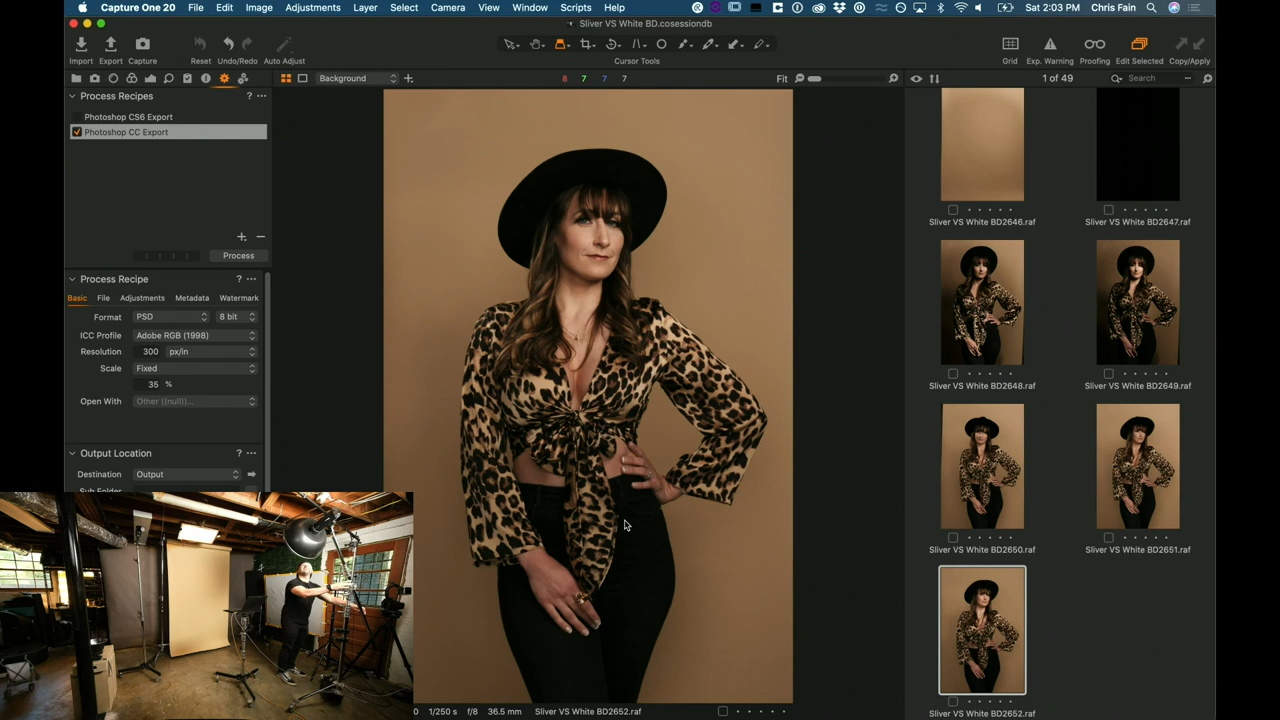 Capture One 20 File Edit Image Adjustments Layer Select Camera View Window Scripts Help Sat 2:03 PM Chris Fain
Sliver VS White BD.cosessiondb
Import Export Capture Reset Undo/Redo Auto Adjust Cursor Tools Grid Exp. Warning Proofing Edit Selected Copy/Apply
Background 8 7 7 7 Fit 1 of 49 Search
Process Recipes ?
Photoshop CS6 Export
Photoshop CC Export
Process
Process Recipe ?
Basic File Adjustments Metadata Watermark
Format PSD 8 bit
ICC Profile Adobe RGB (1998)
Resolution 300 px/in
Scale Fixed
35 %
Open With Other ((null))...
Output Location ?
Destination Output
Sub Folder
Sliver VS White BD2646.raf Sliver VS White BD2647.raf
Sliver VS White BD2648.raf Sliver VS White BD2649.raf
Sliver VS White BD2650.raf Sliver VS White BD2651.raf
0 1/250 s f/8 36.5 mm Sliver VS White BD2652.raf
Sliver VS White BD2652.raf